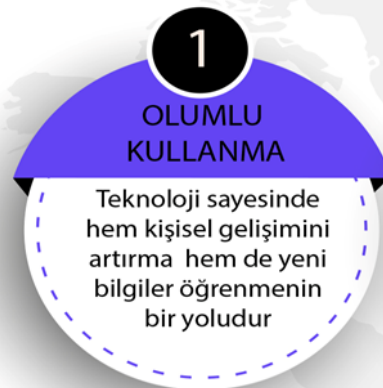 1
OLUMLU
KULLANMA
Teknoloji sayesinde
hem kişisel gelişimini
artırma hem de yeni
bilgiler öğrenmenin
bir yoludur